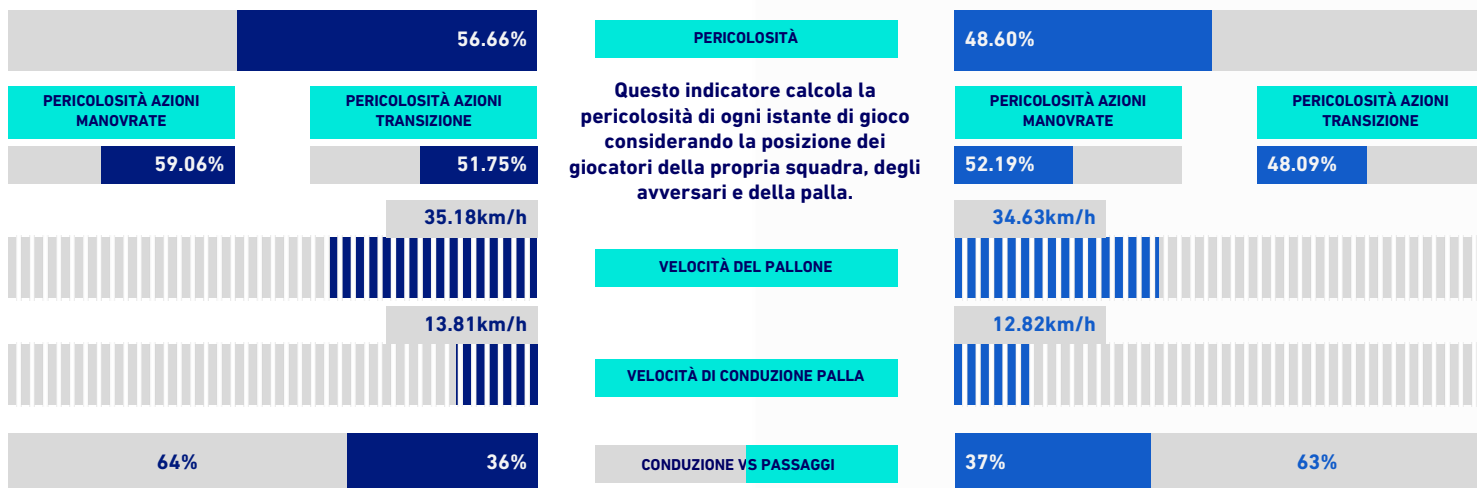 56.66%
PERICOLOSITÀ
48.60%
PERICOLOSITÀ AZIONI
MANOVRATE
PERICOLOSITÀ AZIONI
TRANSIZIONE
59.06%
51.75%
Questo indicatore calcola la
pericolosità di ogni istante di gioco
considerando la posizione dei
giocatori della propria squadra, degli
avversari e della palla.
PERICOLOSITÀ AZIONI
MANOVRATE
PERICOLOSITÀ AZIONI
TRANSIZIONE
52.19%
48.09%
35.18km/h
VELOCITÀ DEL PALLONE
34.63km/h
13.81km/h
VELOCITÀ DI CONDUZIONE PALLA
12.82km/h
64%
36%
CONDUZIONE VS PASSAGGI
37%
63%